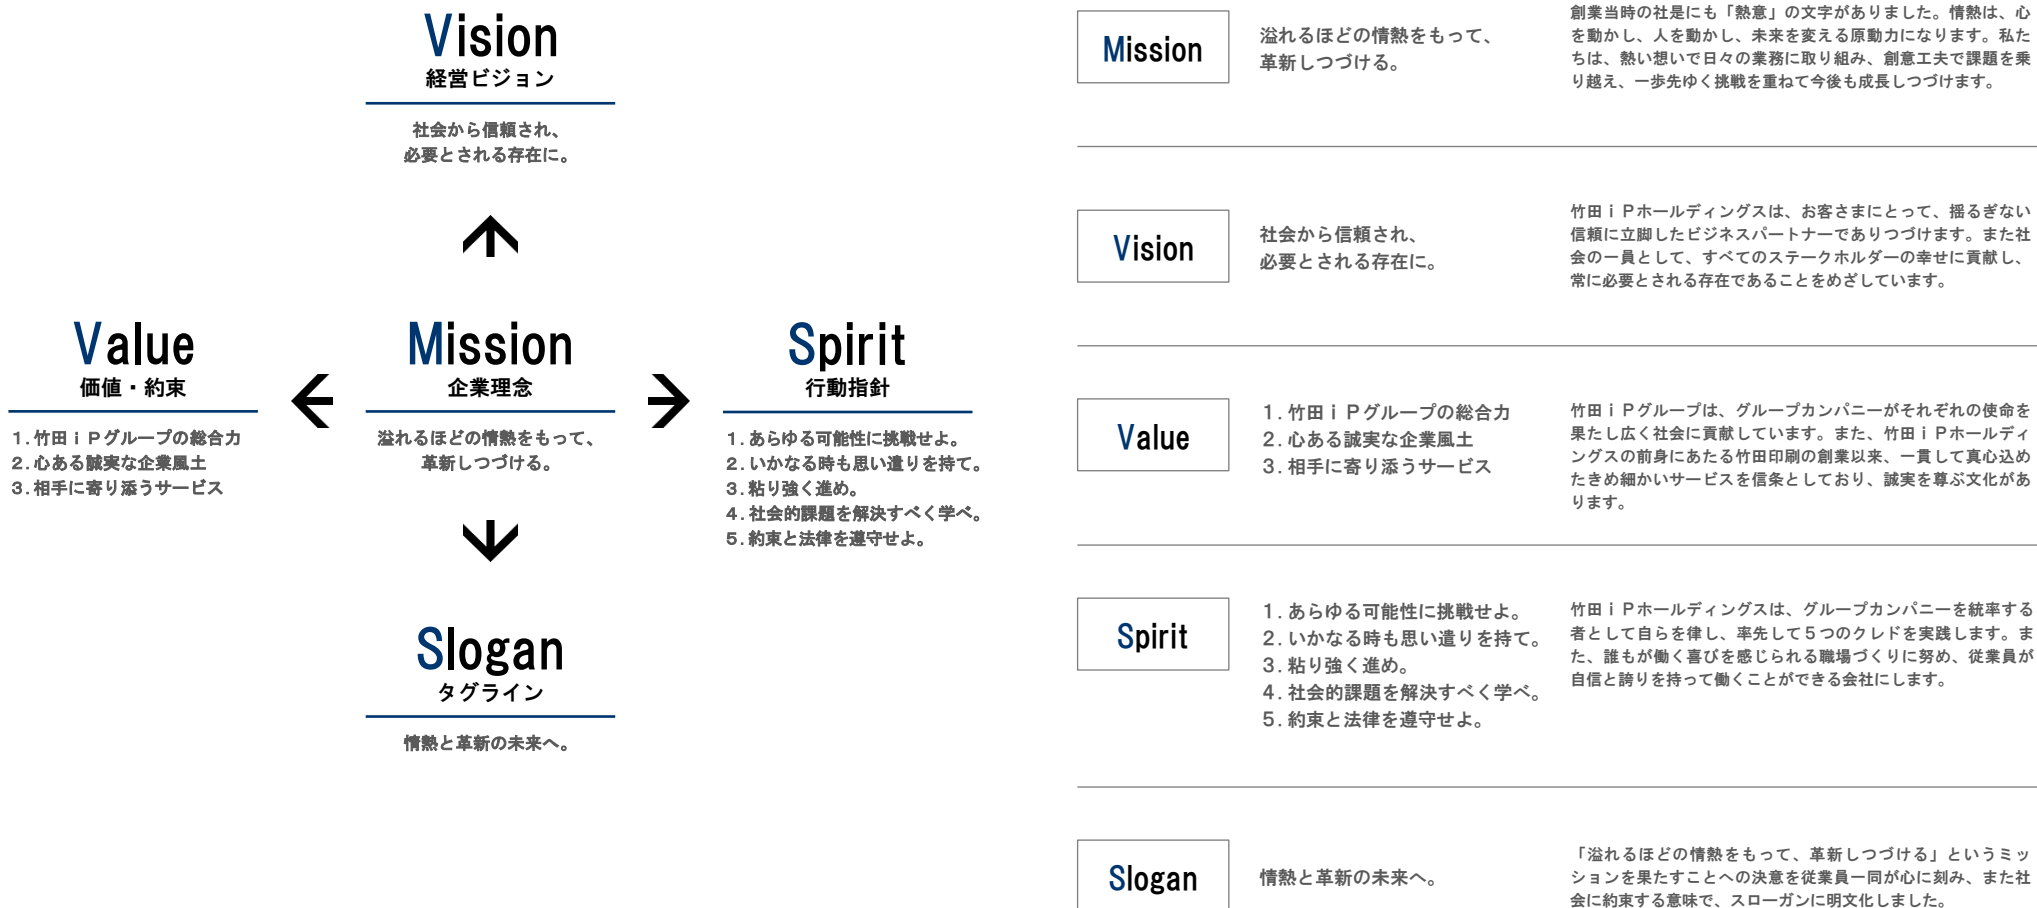 Vision
経営ビジョン
社会から信頼され、
必要とされる存在に。
Value
価値・約束
1.竹田ｉＰグループの総合力
2.心ある誠実な企業風土
3.相手に寄り添うサービス
Mission
企業理念
溢れるほどの情熱をもって、
革新しつづける。
Spirit
行動指針
1.あらゆる可能性に挑戦せよ。
2.いかなる時も思い遣りを持て。
3.粘り強く進め。
4.社会的課題を解決すべく学べ。
5.約束と法律を遵守せよ。
Slogan
タグライン
情熱と革新の未来へ。
Mission
溢れるほどの情熱をもって、
革新しつづける。
創業当時の社是にも「熱意」の文字がありました。情熱は、心
を動かし、人を動かし、未来を変える原動力になります。私た
ちは、熱い想いで日々の業務に取り組み、創意工夫で課題を乗
り越え、一歩先ゆく挑戦を重ねて今後も成長しつづけます。
Vision
社会から信頼され、
必要とされる存在に。
竹田ｉＰホールディングスは、お客さまにとって、揺るぎない
信頼に立脚したビジネスパートナーでありつづけます。また社
会の一員として、すべてのステークホルダーの幸せに貢献し、
常に必要とされる存在であることをめざしています。
Value
1.竹田ｉＰグループの総合力
2.心ある誠実な企業風土
3.相手に寄り添うサービス
竹田ｉＰグループは、グループカンパニーがそれぞれの使命を
果たし広く社会に貢献しています。また、竹田ｉＰホールディ
ングスの前身にあたる竹田印刷の創業以来、一貫して真心込め
たきめ細かいサービスを信条としており、誠実を尊ぶ文化があ
ります。
Spirit
1.あらゆる可能性に挑戦せよ。
2.いかなる時も思い遣りを持て。
3.粘り強く進め。
4.社会的課題を解決すべく学べ。
5.約束と法律を遵守せよ。
竹田ｉＰホールディングスは、グループカンパニーを統率する
者として自らを律し、率先して５つのクレドを実践します。ま
た、誰もが働く喜びを感じられる職場づくりに努め、従業員が
自信と誇りを持って働くことができる会社にします。
Slogan
情熱と革新の未来へ。
「溢れるほどの情熱をもって、革新しつづける」というミッ
ションを果たすことへの決意を従業員一同が心に刻み、また社
会に約束する意味で、スローガンに明文化しました。